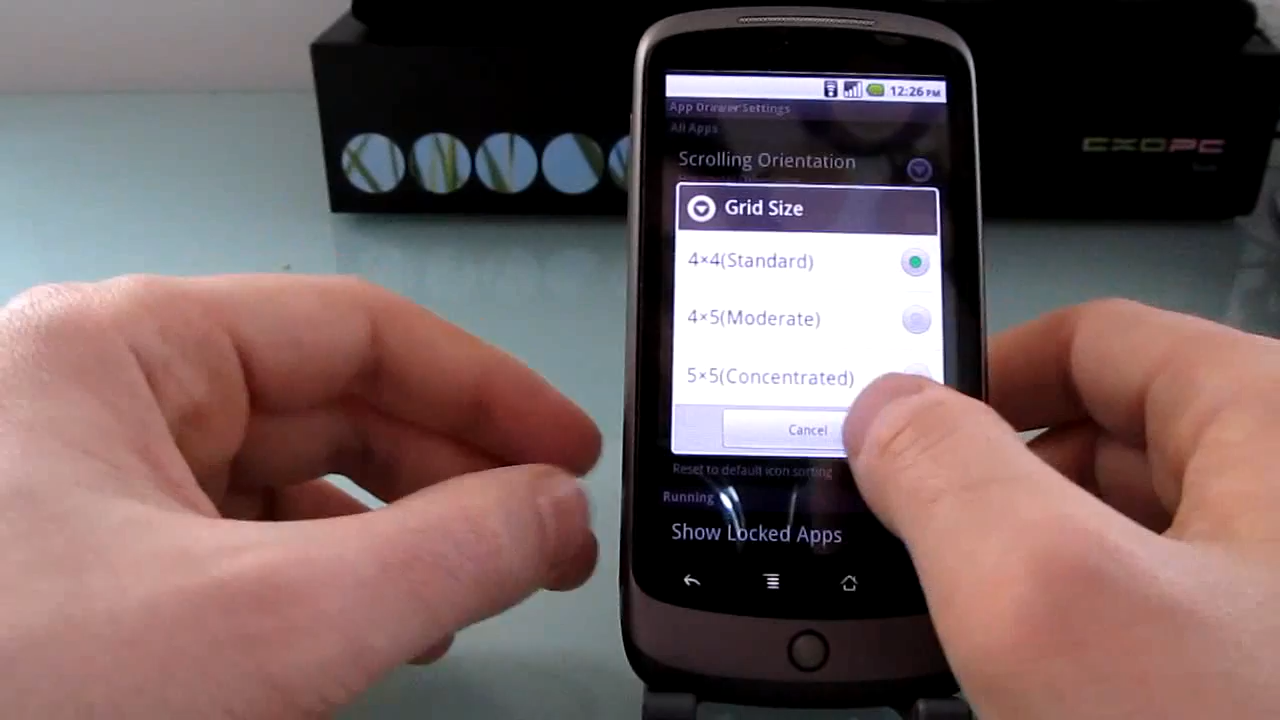 12:26 PM
App Drawer Settings
All Apps
Scrolling Orientation
Grid Size
4×4(Standard)
4×5(Moderate)
5×5(Concentrated)
Cancel
Reset to default icon sorting
Running
Show Locked Apps
EXOPC